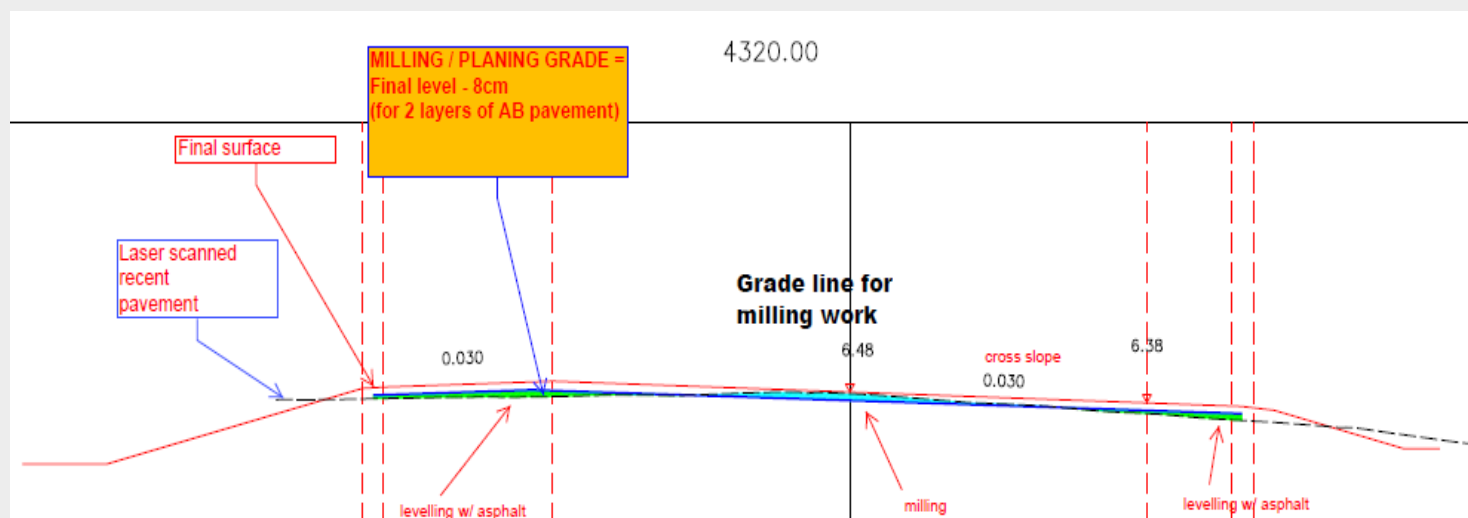 4320.00
MILLING / PLANING GRADE =
Final level - 8cm
(for 2 layers of AB pavement)
Final surface
Laser scanned
recent
pavement
Grade line for
milling work
0.030
6.48
cross slope
0.030
6.38
levelling w/ asphalt
milling
levelling w/ asphalt